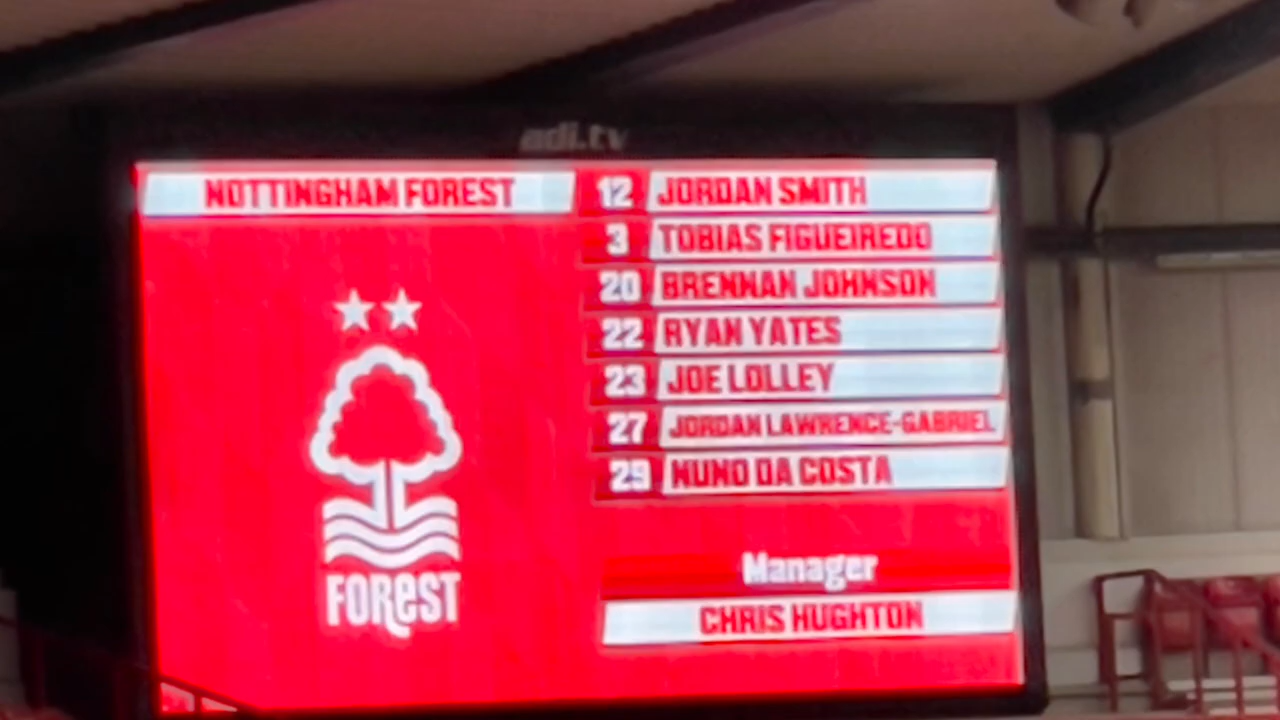 adi.tv
NOTTINGHAM FOREST
12 JORDAN SMITH
3 TOBIAS FIGUEIREDO
20 BRENNAN JOHNSON
22 RYAN YATES
23 JOE LOLLEY
27 JORDAN LAWRENCE-GABRIEL
29 NUNO DA COSTA
FOREST
Manager
CHRIS HUGHTON